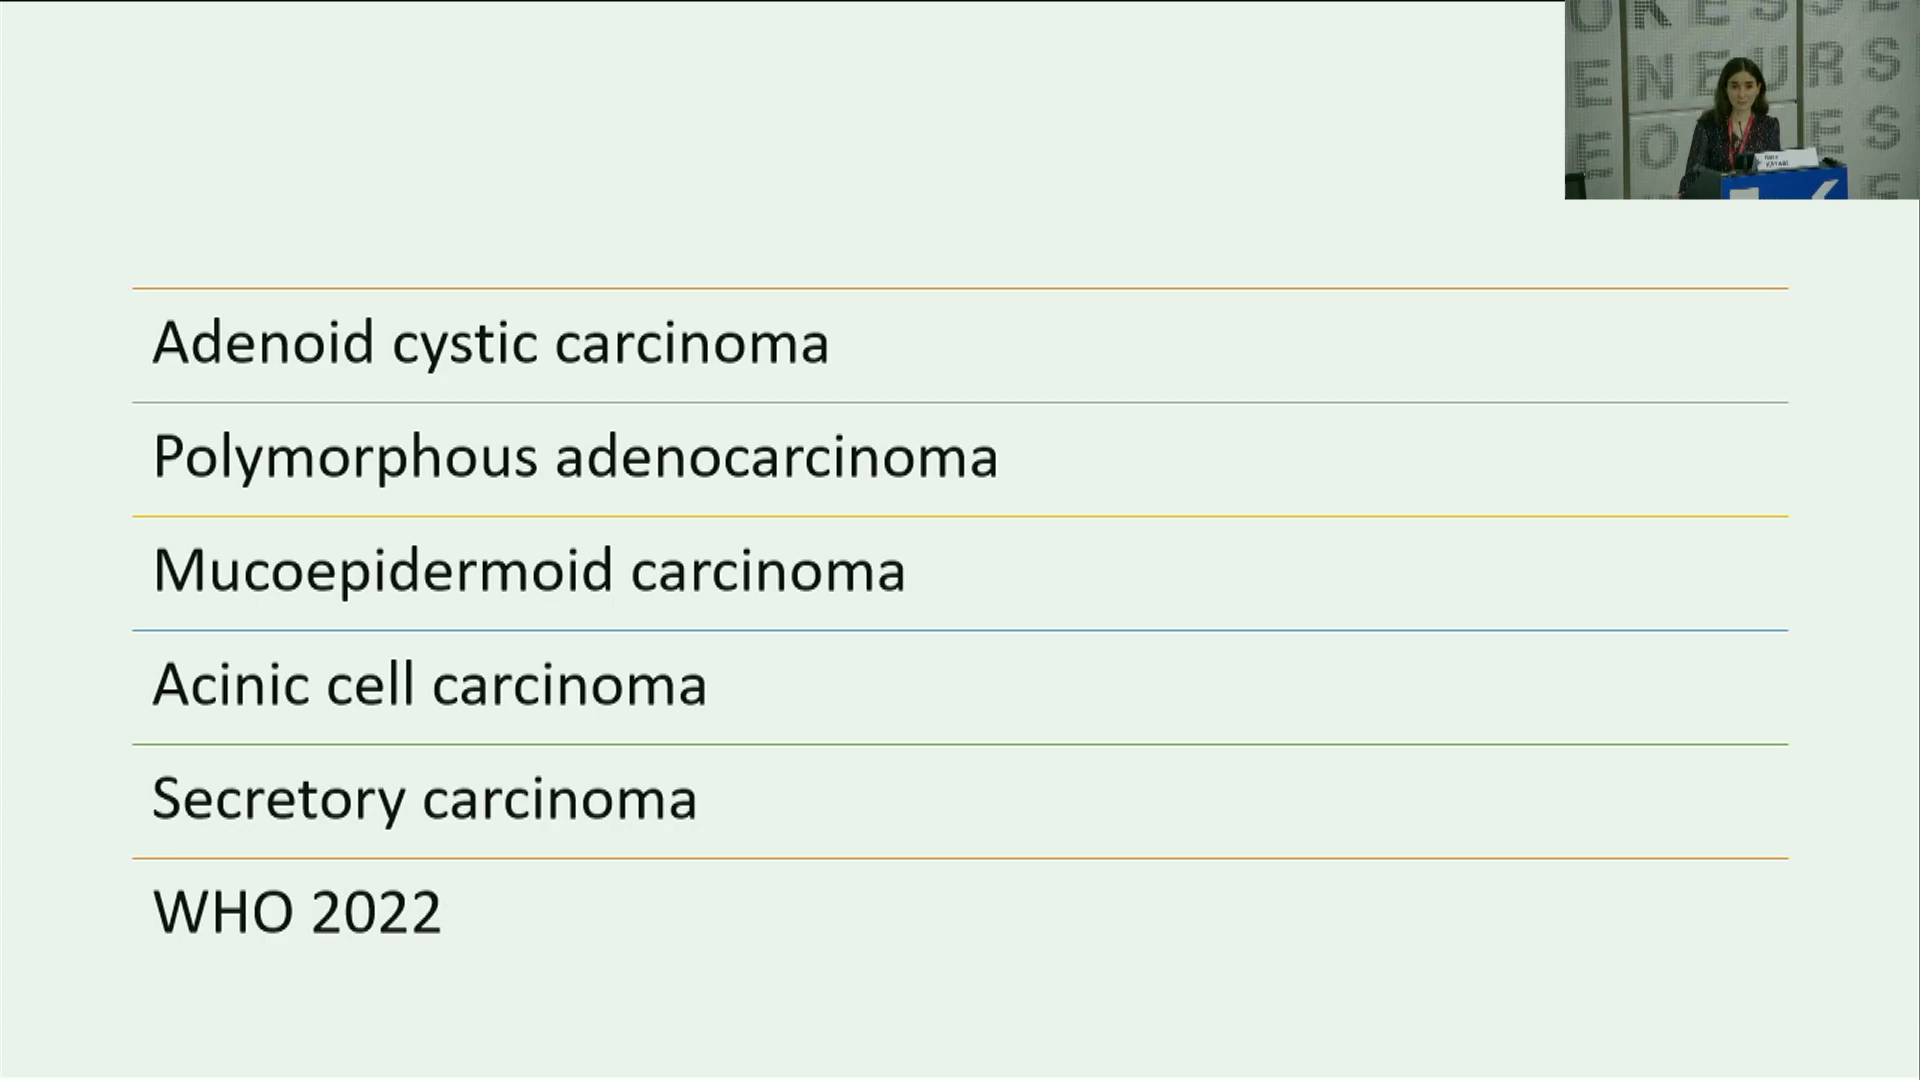 Adenoid cystic carcinoma
Polymorphous adenocarcinoma
Mucoepidermoid carcinoma
Acinic cell carcinoma
Secretory carcinoma
WHO 2022